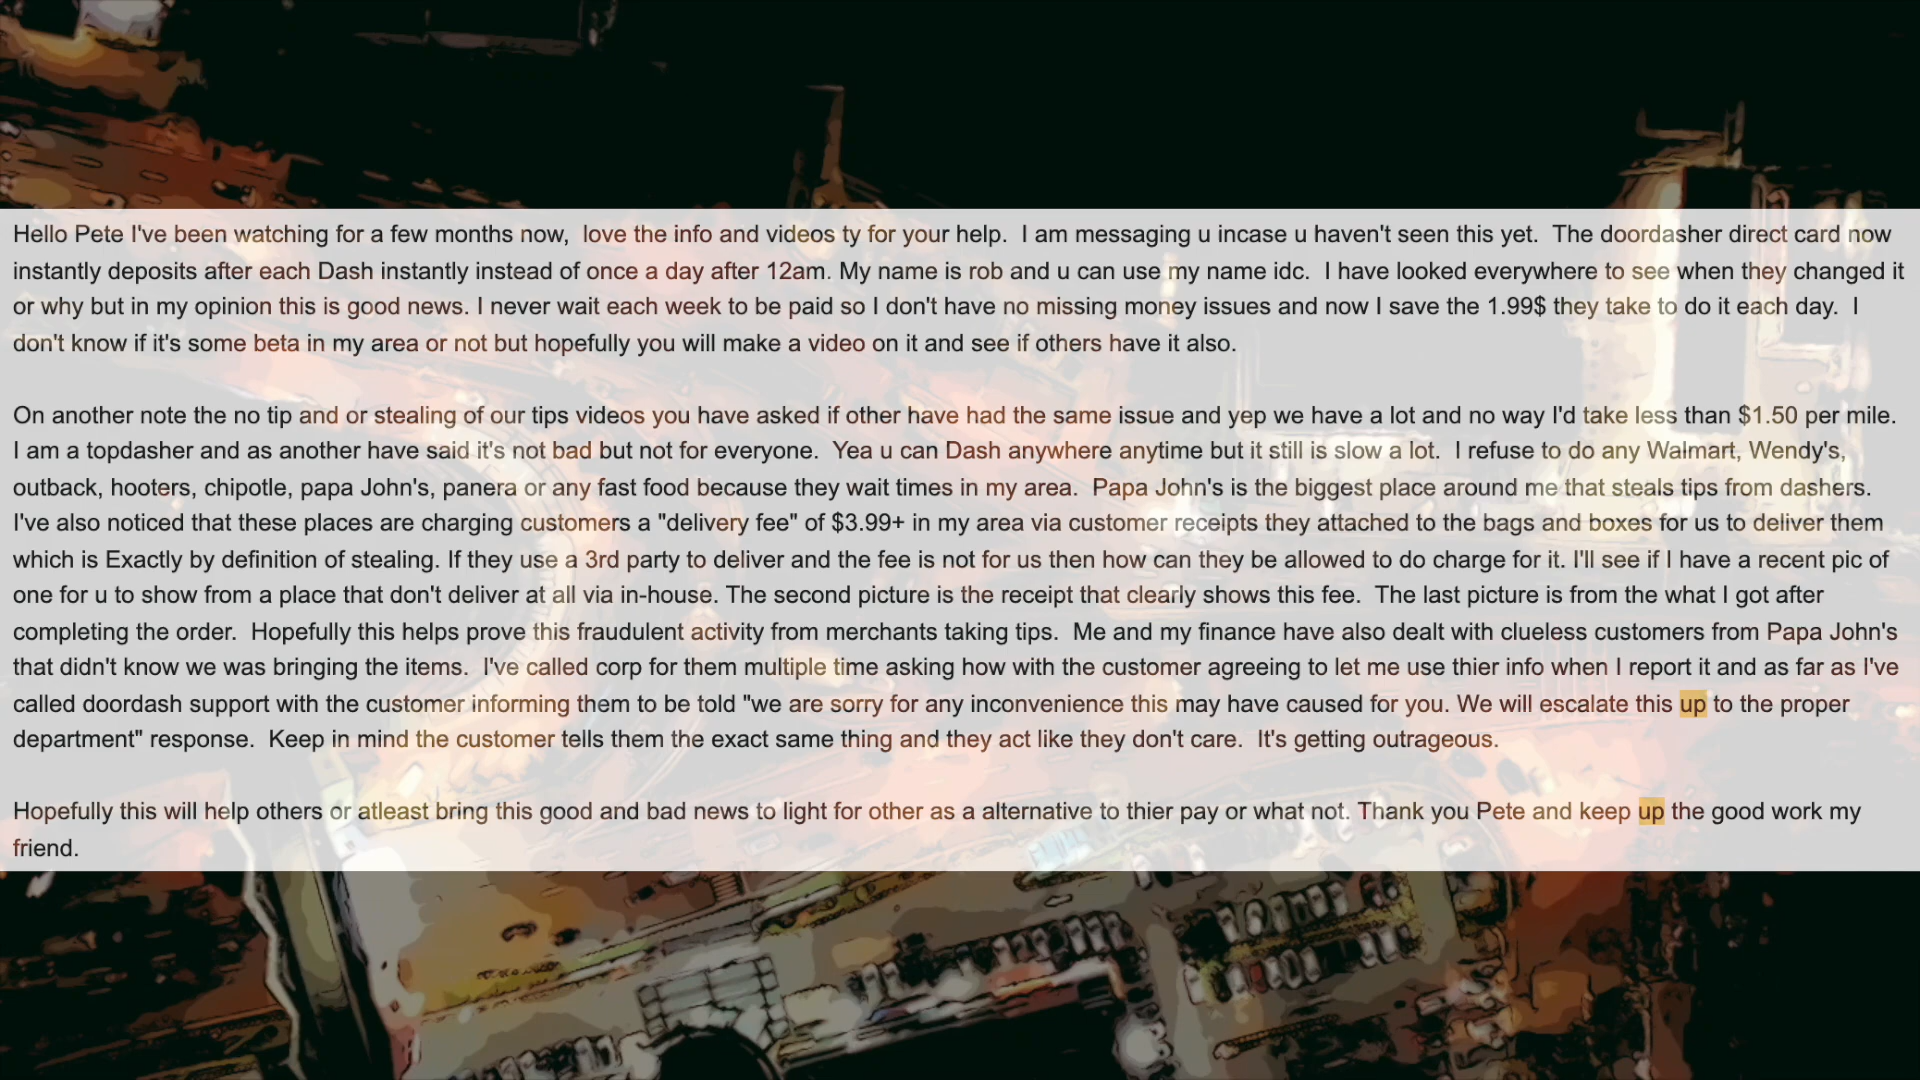 Hello Pete I've been watching for a few months now,  love the info and videos ty for your help.  I am messaging u incase u haven't seen this yet.  The doordasher direct card now
instantly deposits after each Dash instantly instead of once a day after 12am. My name is rob and u can use my name idc.  I have looked everywhere to see when they changed it
or why but in my opinion this is good news. I never wait each week to be paid so I don't have no missing money issues and now I save the 1.99$ they take to do it each day.  I
don't know if it's some beta in my area or not but hopefully you will make a video on it and see if others have it also.
On another note the no tip and or stealing of our tips videos you have asked if other have had the same issue and yep we have a lot and no way I'd take less than $1.50 per mile.
I am a topdasher and as another have said it's not bad but not for everyone.  Yea u can Dash anywhere anytime but it still is slow a lot.  I refuse to do any Walmart, Wendy's,
outback, hooters, chipotle, papa John's, panera or any fast food because they wait times in my area.  Papa John's is the biggest place around me that steals tips from dashers.
I've also noticed that these places are charging customers a "delivery fee" of $3.99+ in my area via customer receipts they attached to the bags and boxes for us to deliver them
which is Exactly by definition of stealing. If they use a 3rd party to deliver and the fee is not for us then how can they be allowed to do charge for it. I'll see if I have a recent pic of
one for u to show from a place that don't deliver at all via in-house. The second picture is the receipt that clearly shows this fee.  The last picture is from the what I got after
completing the order.  Hopefully this helps prove this fraudulent activity from merchants taking tips.  Me and my finance have also dealt with clueless customers from Papa John's
that didn't know we was bringing the items.  I've called corp for them multiple time asking how with the customer agreeing to let me use thier info when I report it and as far as I've
called doordash support with the customer informing them to be told "we are sorry for any inconvenience this may have caused for you. We will escalate this up to the proper
department" response.  Keep in mind the customer tells them the exact same thing and they act like they don't care.  It's getting outrageous.
Hopefully this will help others or atleast bring this good and bad news to light for other as a alternative to thier pay or what not. Thank you Pete and keep up the good work my
friend.